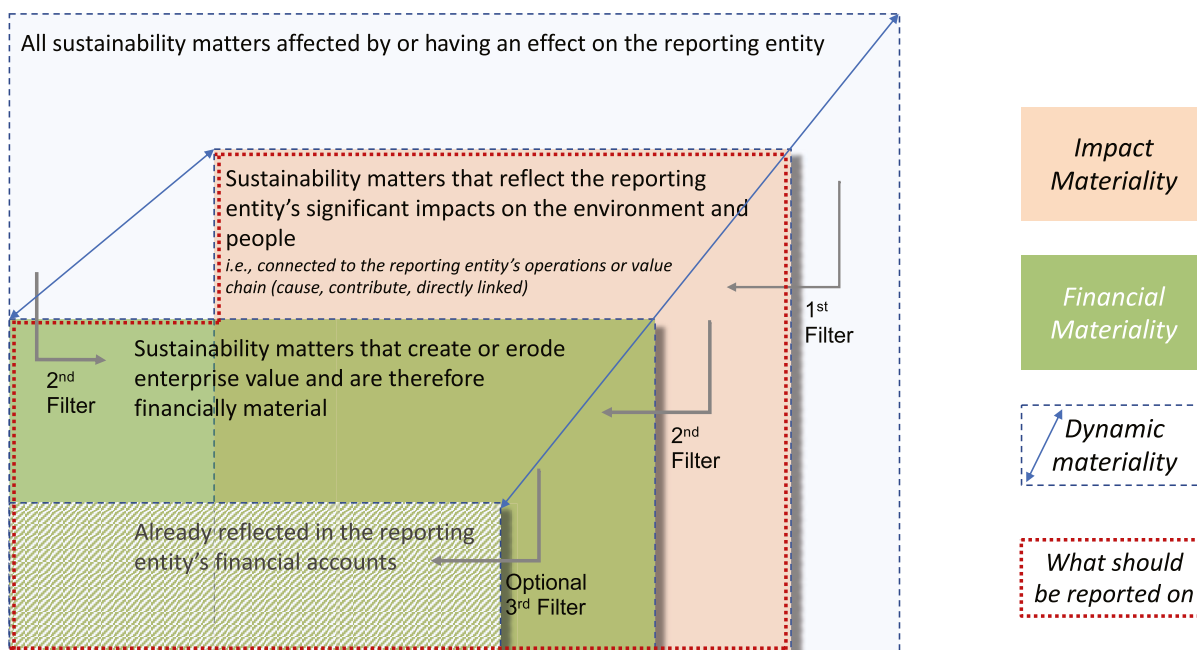 All sustainability matters affected by or having an effect on the reporting entity
Sustainability matters that reflect the reporting
entity’s significant impacts on the environment and
people
i.e., connected to the reporting entity’s operations or value
chain (cause, contribute, directly linked)
1st
Filter
2nd
Filter
Sustainability matters that create or erode
enterprise value and are therefore
financially material
2nd
Filter
Already reflected in the reporting
entity’s financial accounts
Optional
3rd Filter
Impact
Materiality
Financial
Materiality
Dynamic
materiality
What should
be reported on